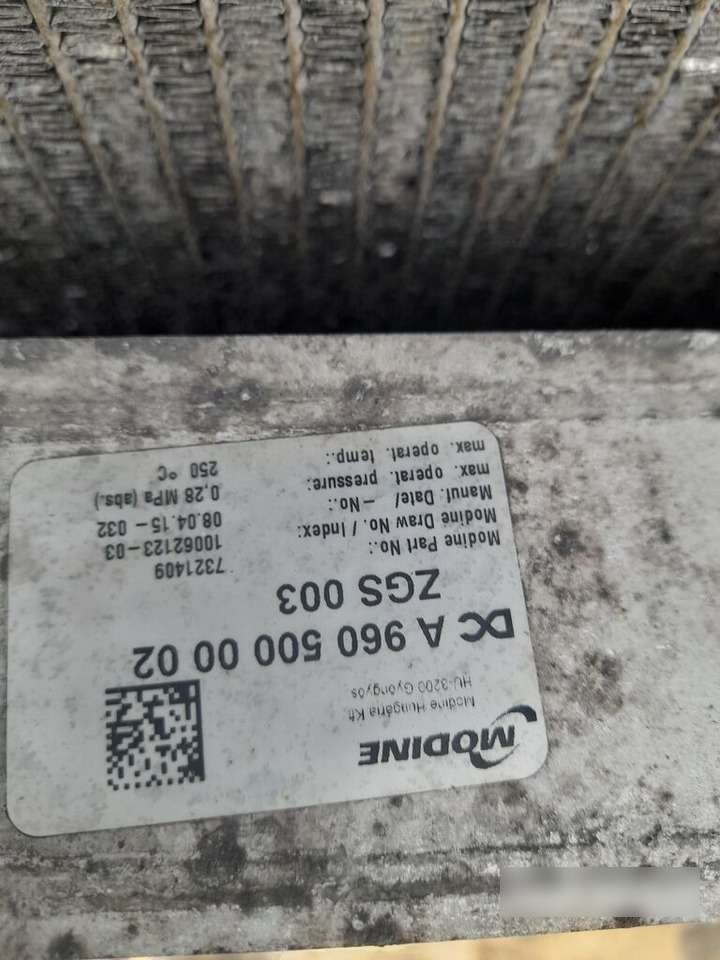 MODINE
Modine Hungária Kft
HU-3200 Gyöngyös
DC A 960 500 00 02
ZGS 003
Modine Part No.: 7321409
Modine Draw No. / Index: 10062123-03
Manuf. Date/ -No.: 08.04.15- 032
max. operat. pressure: 0,28 MPa (abs.)
max. operat. temp.: 250 °C